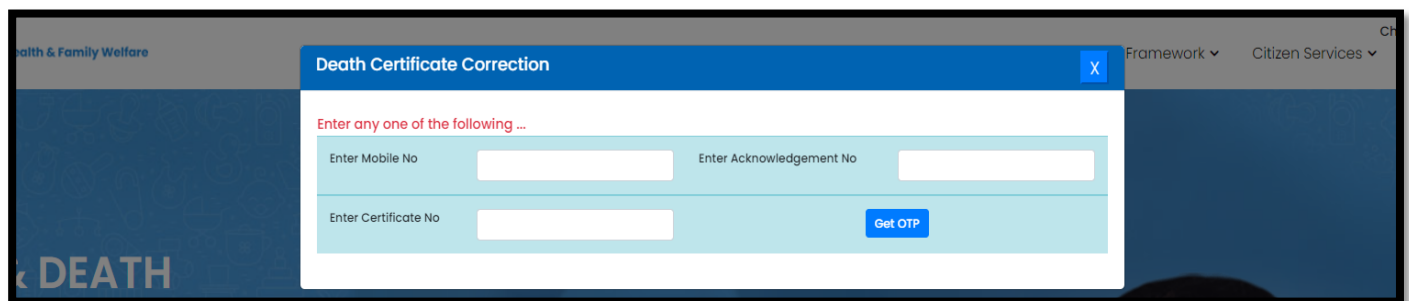 Ch
ealth & Family Welfare
Framework
Citizen Services
Death Certificate Correction
X
Enter any one of the following ...
Enter Mobile No
Enter Acknowledgement No
Enter Certificate No
Get OTP
& DEATH